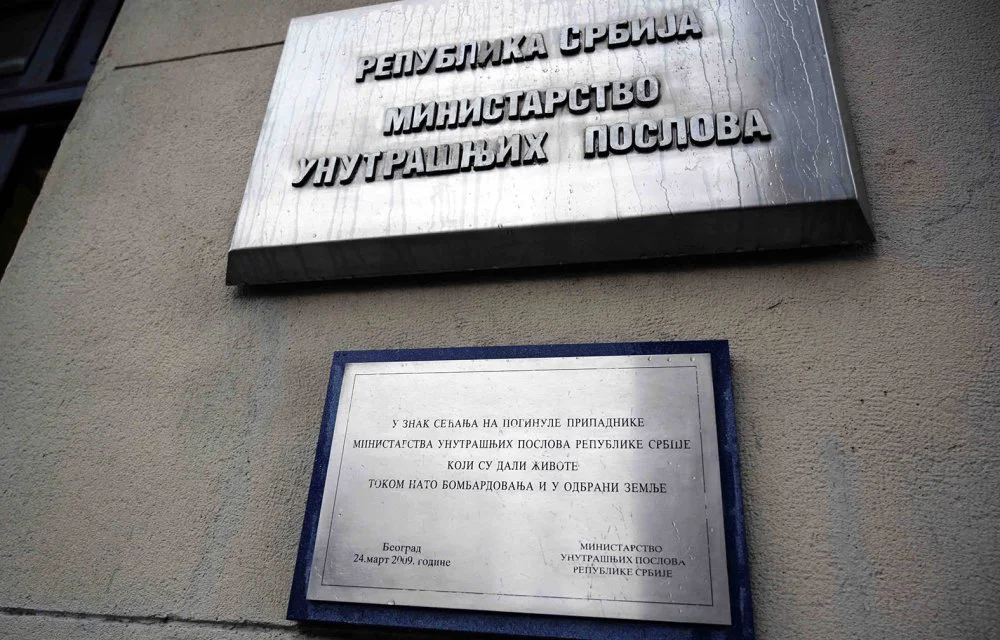 РЕПУБЛИКА СРБИЈА
МИНИСТАРСТВО
УНУТРАШЊИХ ПОСЛОВА
У ЗНАК СЕЋАЊА НА ПОГИНУЛЕ ПРИПАДНИКЕ
МИНИСТАРСТВА УНУТРАШЊИХ ПОСЛОВА РЕПУБЛИКЕ СРБИЈЕ
КОЈИ СУ ДАЛИ ЖИВОТЕ
ТОКОМ НАТО БОМБАРДОВАЊА И У ОДБРАНИ ЗЕМЉЕ
Београд
24.март 2009. године
МИНИСТАРСТВО
УНУТРАШЊИХ ПОСЛОВА
РЕПУБЛИКЕ СРБИЈЕ